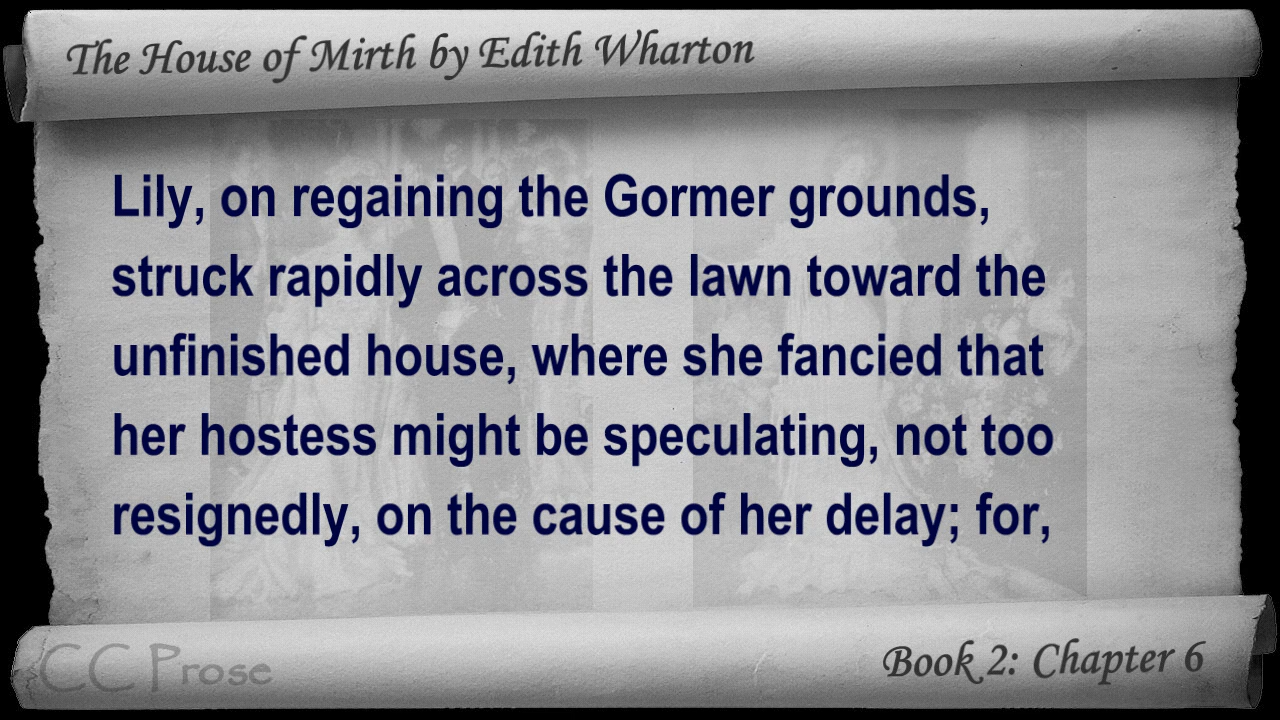 The House of Mirth by Edith Wharton
Lily, on regaining the Gormer grounds,
struck rapidly across the lawn toward the
unfinished house, where she fancied that
her hostess might be speculating, not too
resignedly, on the cause of her delay; for,
CC Prose
Book 2: Chapter 6